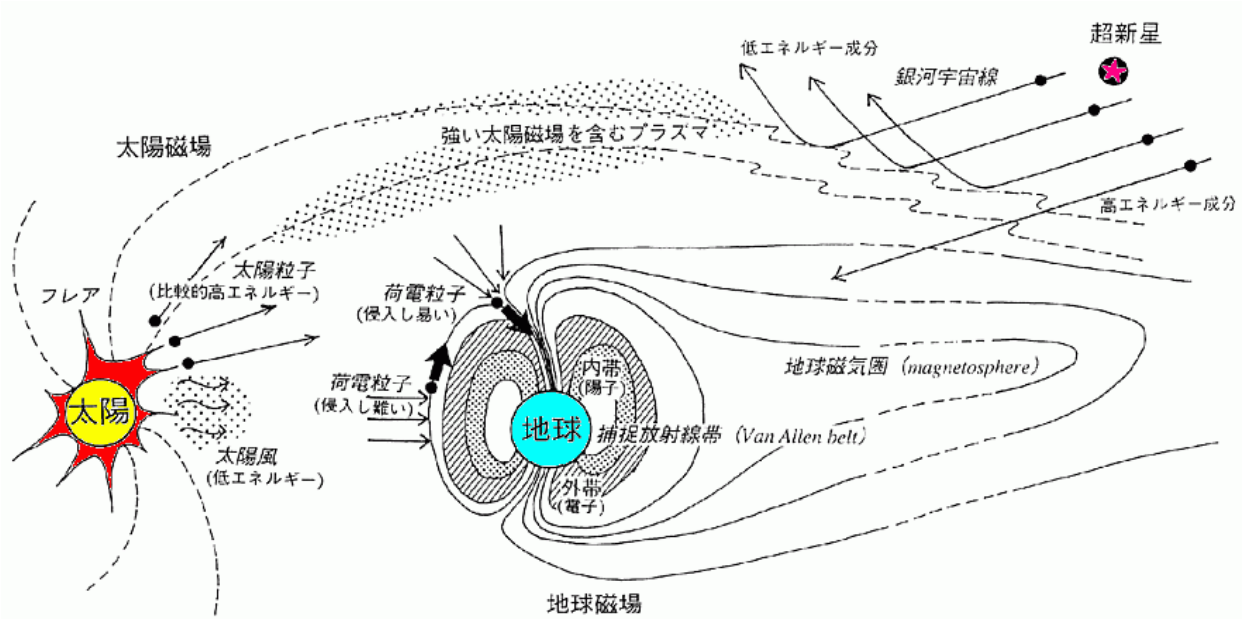 超新星
低エネルギー成分
銀河宇宙線
強い太陽磁場を含むプラズマ
太陽磁場
高エネルギー成分
太陽粒子
(比較的高エネルギー)
フレア
荷電粒子
(侵入し易い)
内帯
(陽子)
地球磁気圏 (magnetosphere)
荷電粒子
(侵入し難い)
太陽
地球
捕捉放射線帯 (Van Allen belt)
太陽風
(低エネルギー)
外帯
(電子)
地球磁場